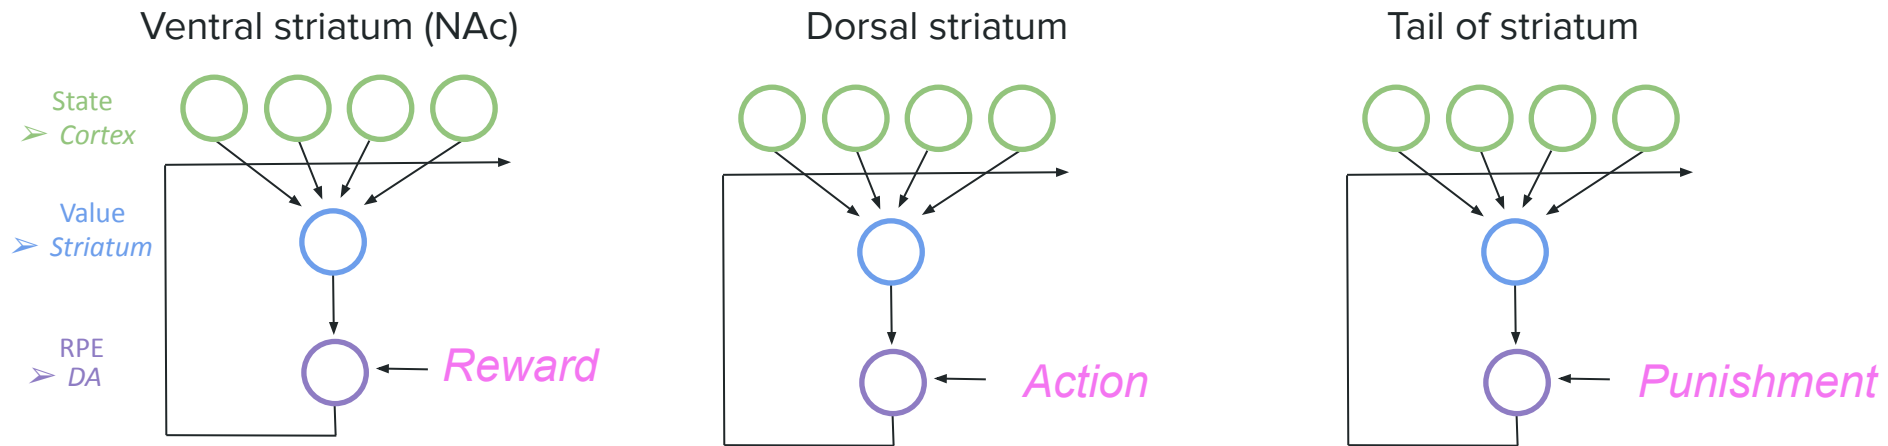 Ventral striatum (NAc)
Dorsal striatum
Tail of striatum
State
➢ Cortex
Value
➢ Striatum
RPE
➢ DA
Reward
Action
Punishment